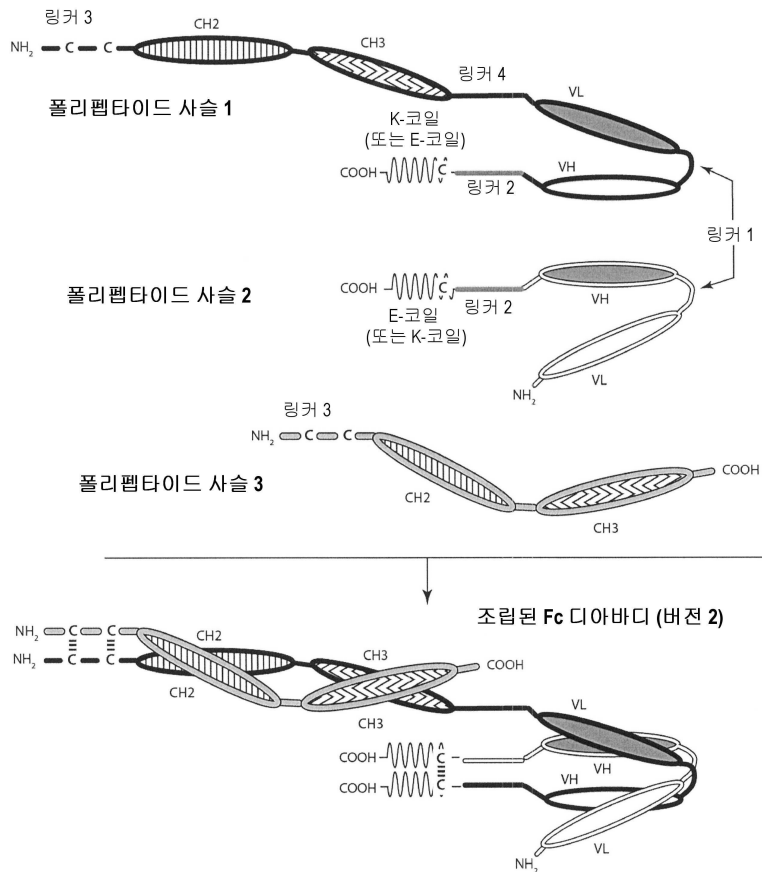 링커 3
CH2
NH2 C C
CH3
링커 4
VL
폴리펩타이드 사슬 1
K-코일
(또는 E-코일)
COOH C
링커 2
VH
링커 1
폴리펩타이드 사슬 2
COOH C
링커 2
VH
E-코일
(또는 K-코일)
NH2
VL
링커 3
NH2 C C
COOH
폴리펩타이드 사슬 3
CH2
CH3
조립된 Fc 디아바디 (버전 2)
NH2 C C
CH2
CH3
COOH
NH2 C C
CH2
CH3
VL
COOH C
VH
COOH C
VH
NH2
VL